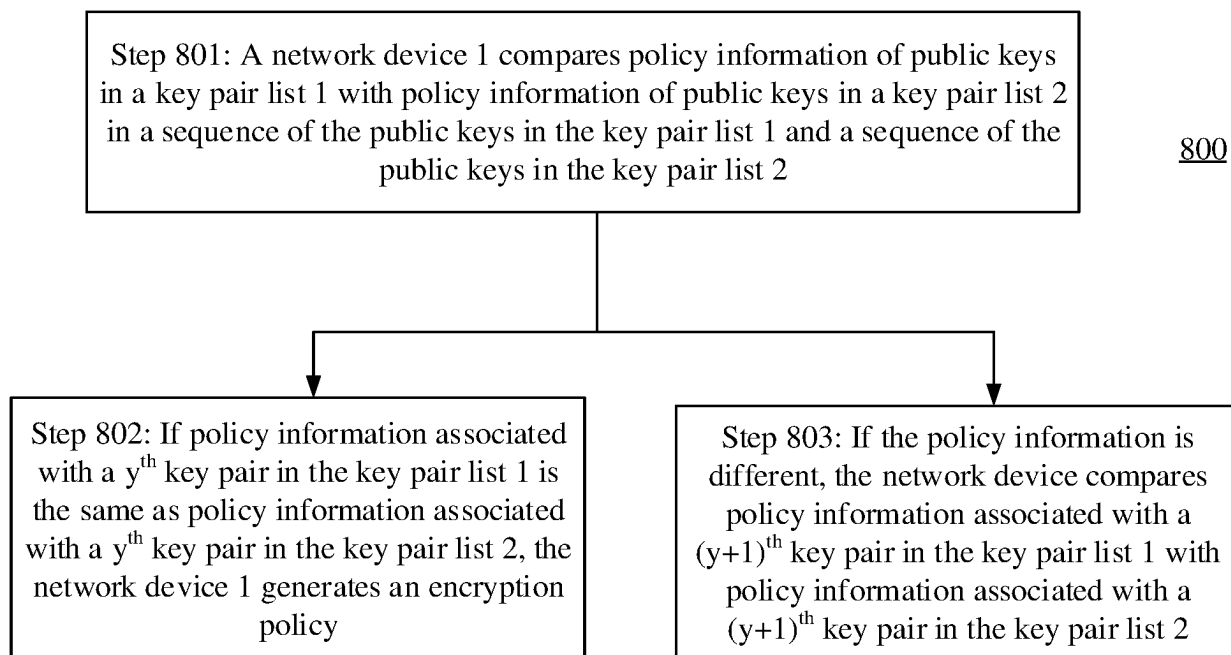 Step 801: A network device 1 compares policy information of public keys
in a key pair list 1 with policy information of public keys in a key pair list 2
in a sequence of the public keys in the key pair list 1 and a sequence of the
public keys in the key pair list 2
800
Step 802: If policy information associated
with a yth key pair in the key pair list 1 is
the same as policy information associated
with a yth key pair in the key pair list 2, the
network device 1 generates an encryption
policy
Step 803: If the policy information is
different, the network device compares
policy information associated with a
(y+1)th key pair in the key pair list 1 with
policy information associated with a
(y+1)th key pair in the key pair list 2